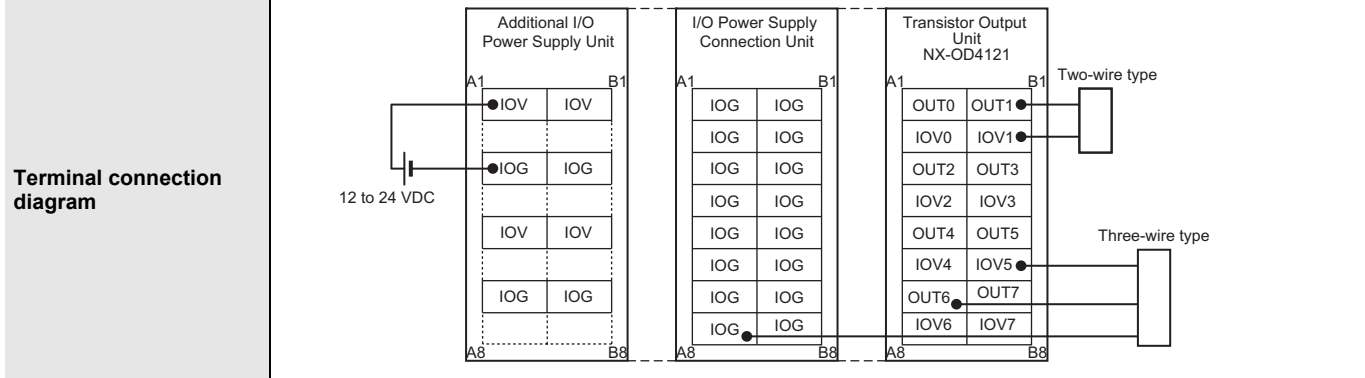 Terminal connection
diagram
Additional I/O
Power Supply Unit
A1
B1
IOV IOV
IOG IOG
IOV IOV
IOG IOG
A8
B8
12 to 24 VDC
I/O Power Supply
Connection Unit
A1
B1
IOG IOG
IOG IOG
IOG IOG
IOG IOG
IOG IOG
IOG IOG
IOG IOG
IOG IOG
A8
B8
Transistor Output
Unit
NX-OD4121
A1
B1
OUT0 OUT1
IOV0 IOV1
OUT2 OUT3
IOV2 IOV3
OUT4 OUT5
IOV4 IOV5
OUT6 OUT7
IOV6 IOV7
A8
B8
Two-wire type
Three-wire type